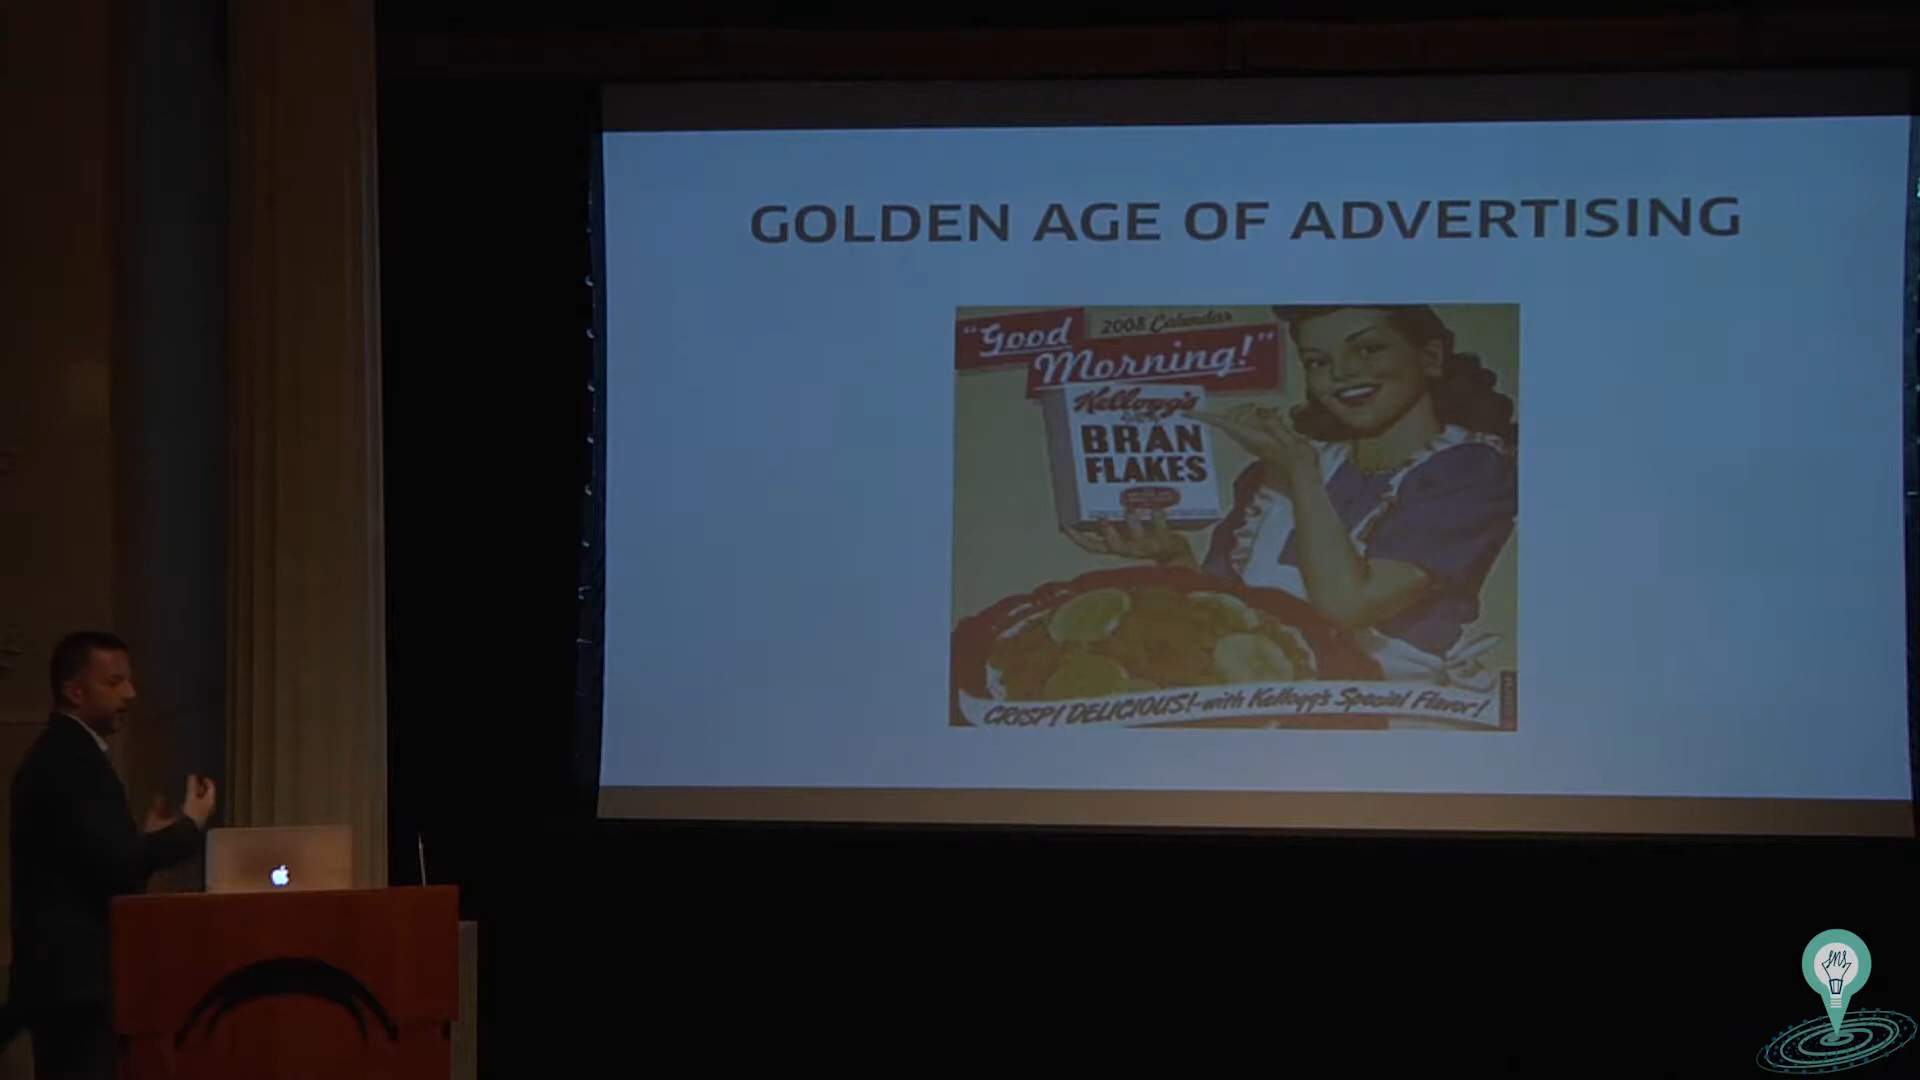 GOLDEN AGE OF ADVERTISING
2008 Calendar
"Good
Morning!"
Kellogg's
BRAN
FLAKES
CRISP! DELICIOUS!-with Kellogg's Special Flavor!